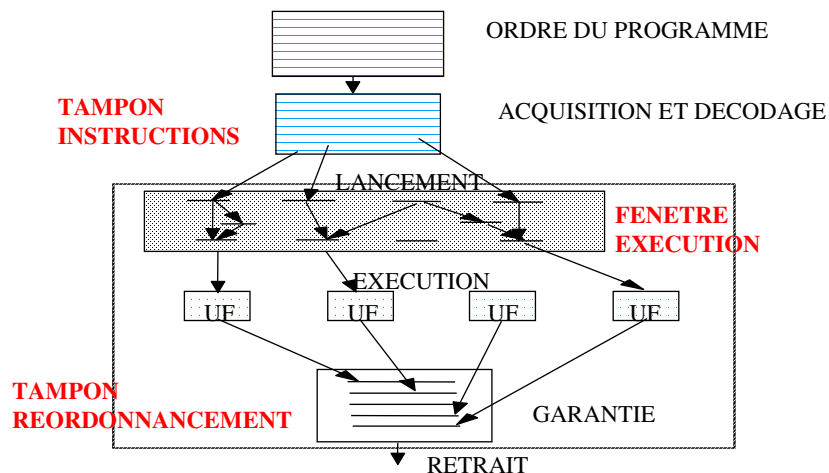 ORDRE DU PROGRAMME
TAMPON
INSTRUCTIONS
ACQUISITION ET DECODAGE
LANCEMENT
FENETRE
EXECUTION
EXECUTION
UF
UF
UF
UF
TAMPON
REORDONNANCEMENT
GARANTIE
RETRAIT